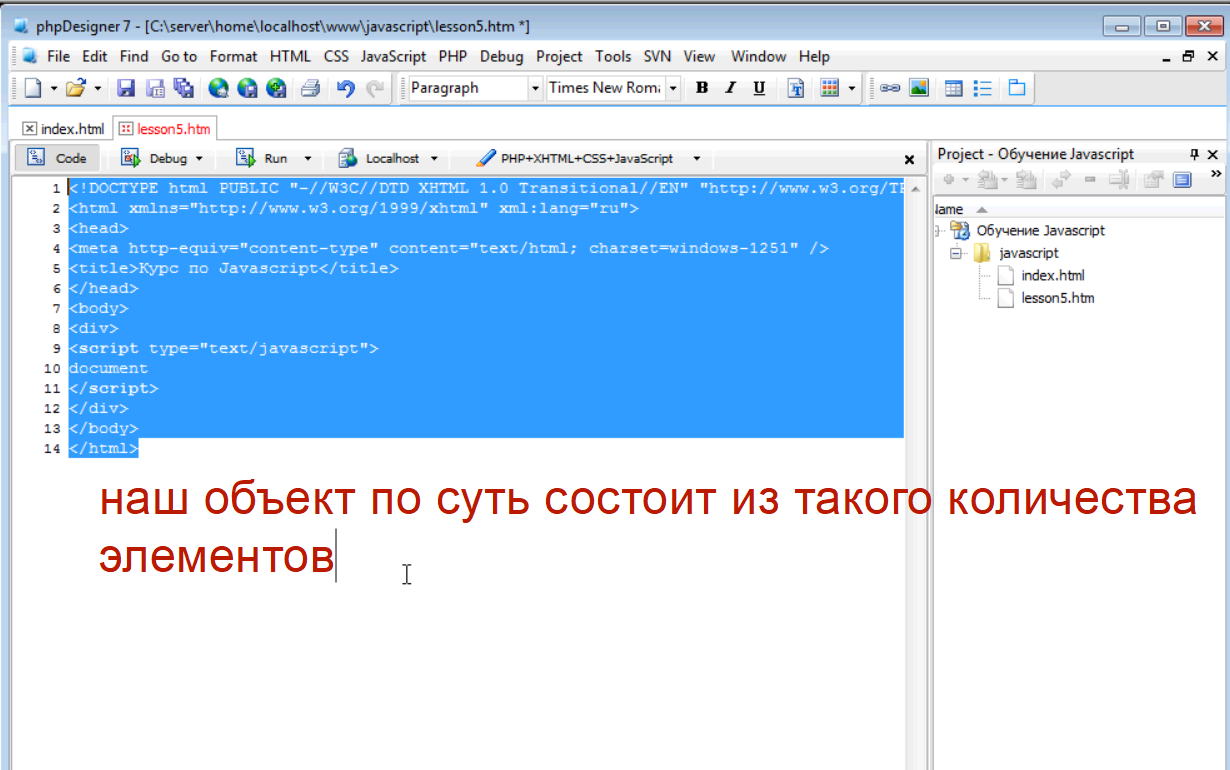 phpDesigner 7 - [C:\server\home\localhost\www\javascript\lesson5.htm *]
File Edit Find Go to Format HTML CSS JavaScript PHP Debug Project Tools SVN View Window Help
Paragraph Times New Roma B I U
index.html lesson5.htm
Code Debug Run Localhost PHP+XHTML+CSS+JavaScript
Project - Обучение Javascript
Name
Обучение Javascript
javascript
index.html
lesson5.htm
1 <!DOCTYPE html PUBLIC "-//W3C//DTD XHTML 1.0 Transitional//EN" "http://www.w3.org/TR
2 <html xmlns="http://www.w3.org/1999/xhtml" xml:lang="ru">
3 <head>
4 <meta http-equiv="content-type" content="text/html; charset=windows-1251" />
5 <title>Курс по Javascript</title>
6 </head>
7 <body>
8 <div>
9 <script type="text/javascript">
10 document
11 </script>
12 </div>
13 </body>
14 </html>
наш объект по суть состоит из такого количества
элементов